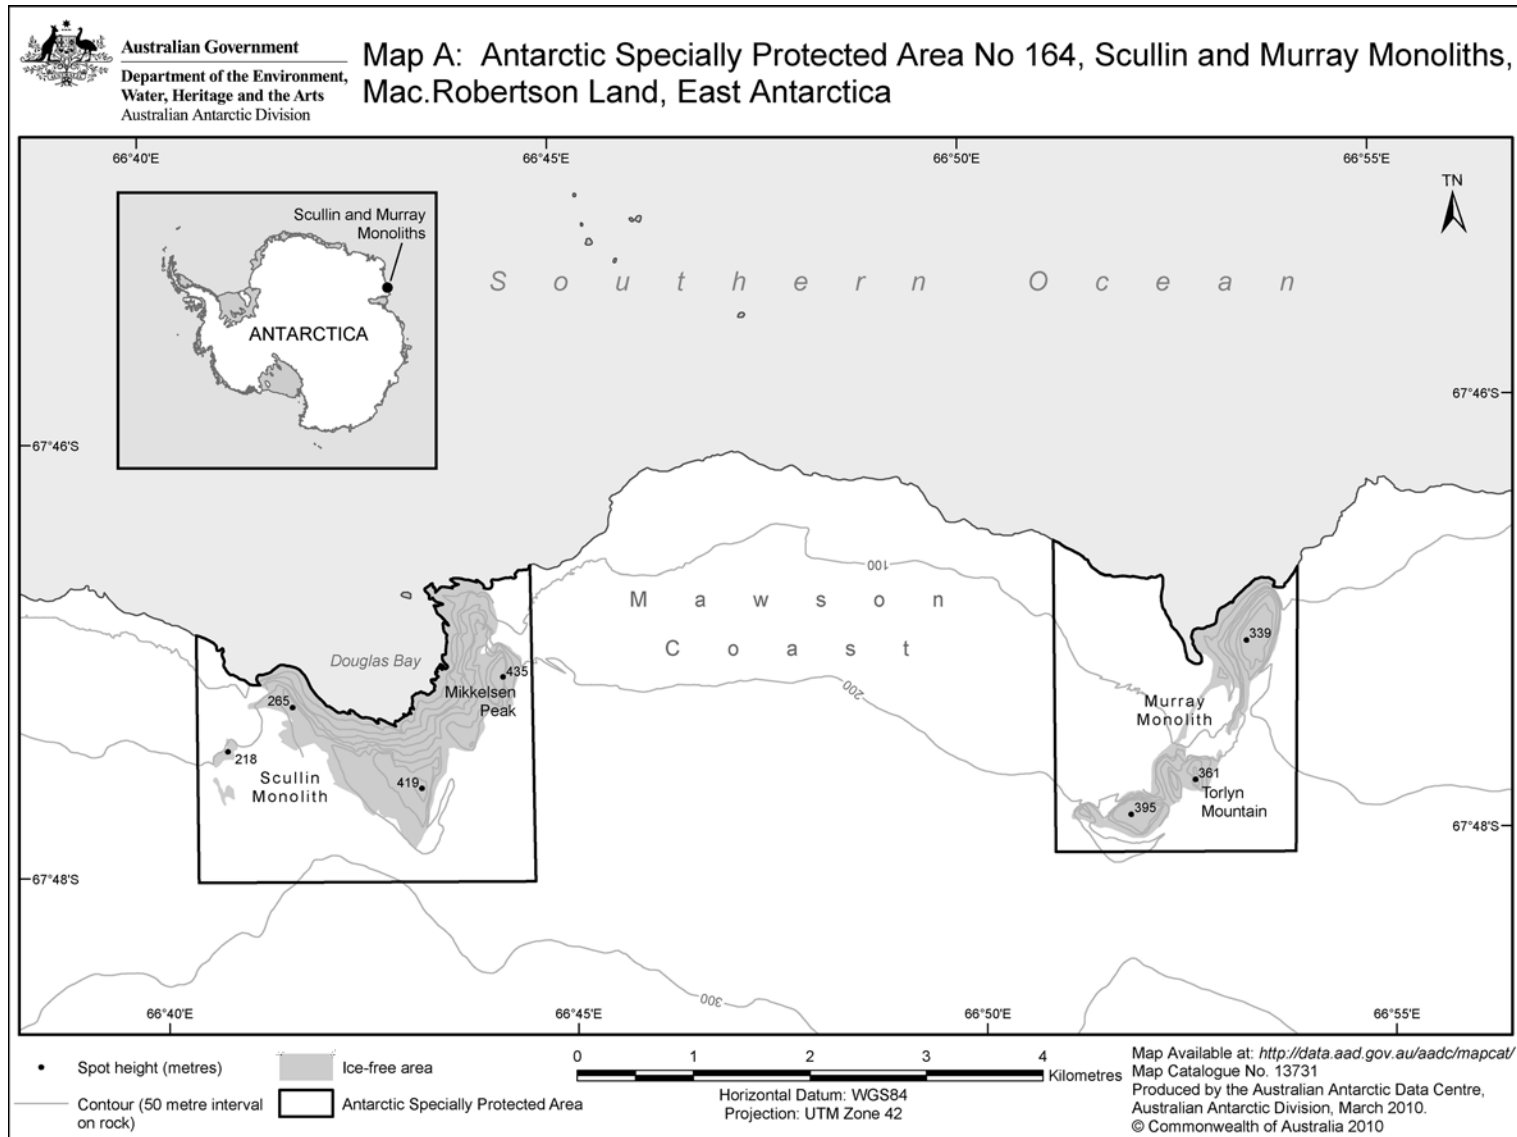 Australian Government
Department of the Environment,
Water, Heritage and the Arts
Australian Antarctic Division
Map A:  Antarctic Specially Protected Area No 164, Scullin and Murray Monoliths,
Mac.Robertson Land, East Antarctica
66°40'E
66°45'E
66°50'E
66°55'E
TN
Scullin and Murray
Monoliths
ANTARCTICA
Southern Ocean
67°46'S
67°46'S
100
Mawson
Coast
Douglas Bay
339
435
Mikkelsen
Peak
265
200
Murray
Monolith
218
Scullin
Monolith
419
361
Torlyn
Mountain
395
67°48'S
67°48'S
300
66°40'E
66°45'E
66°50'E
66°55'E
Spot height (metres)
Contour (50 metre interval
on rock)
Ice-free area
Antarctic Specially Protected Area
0 1 2 3 4
Kilometres
Horizontal Datum: WGS84
Projection: UTM Zone 42
Map Available at: http://data.aad.gov.au/aadc/mapcat/
Map Catalogue No. 13731
Produced by the Australian Antarctic Data Centre,
Australian Antarctic Division, March 2010.
© Commonwealth of Australia 2010